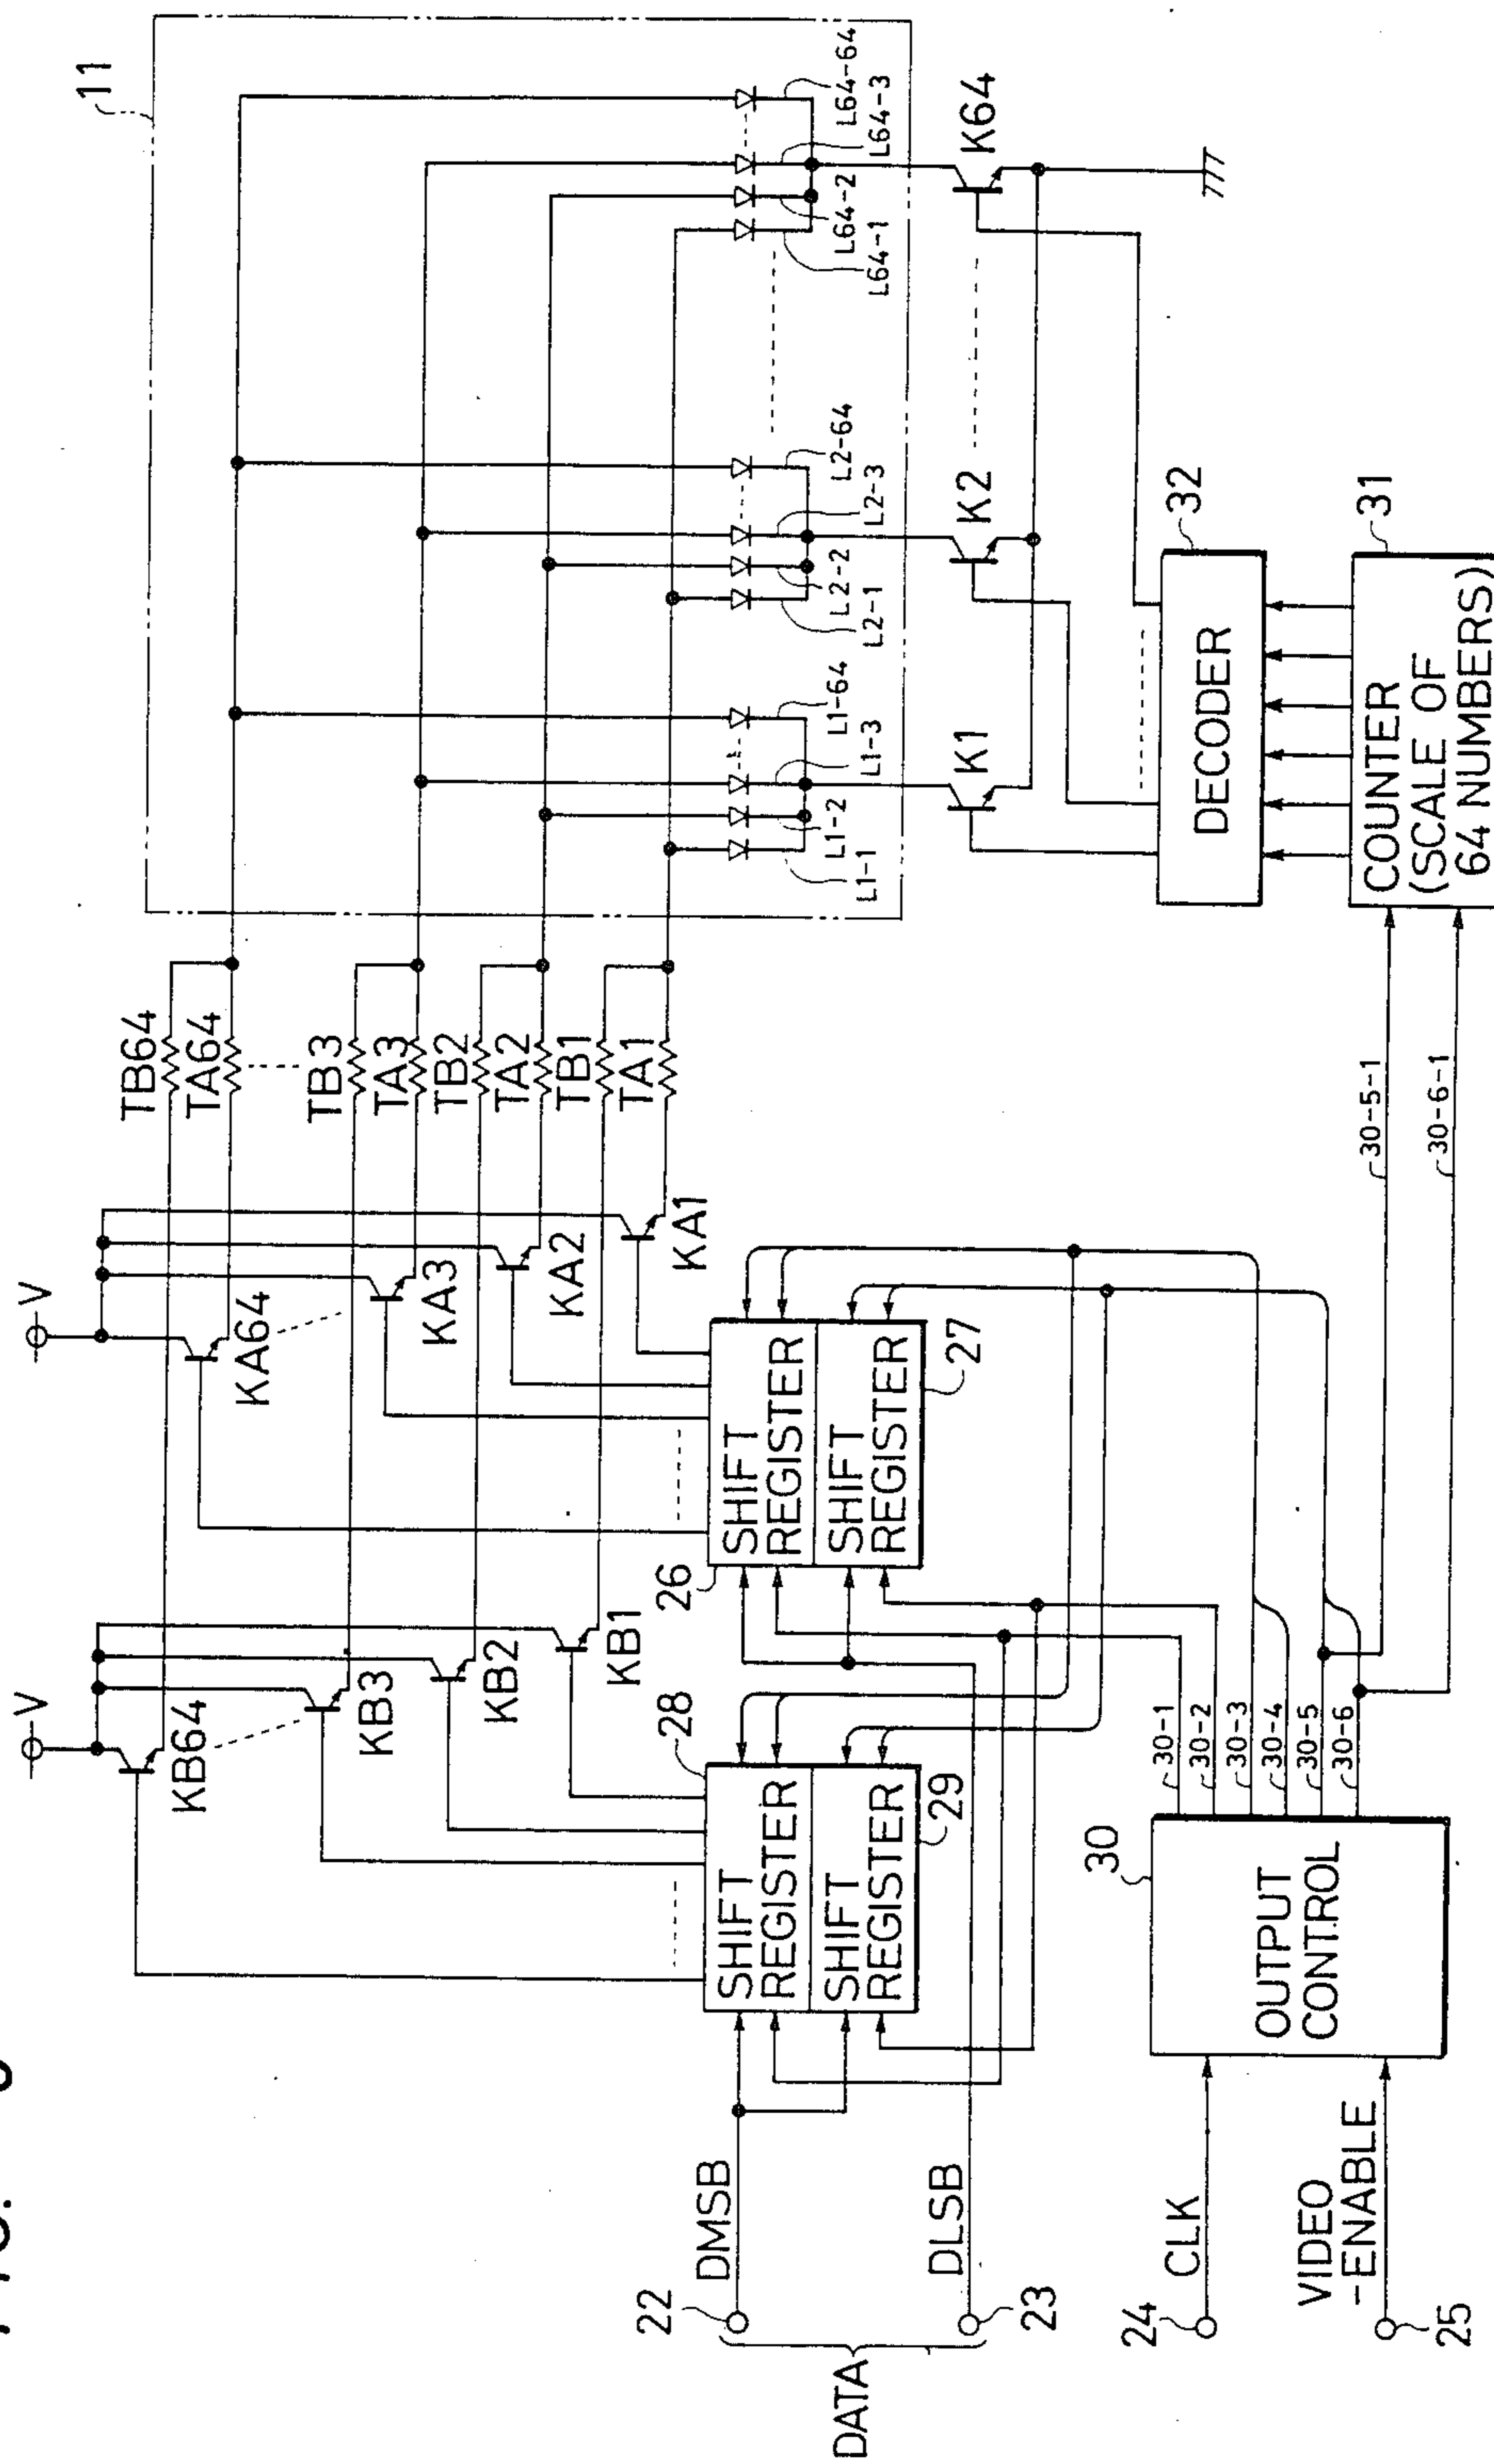 11
V
V
TB64
TA64
TB3
TA3
TB2
TA2
TB1
TA1
KB64
KB3
KB2
KB1
KA64
KA3
KA2
KA1
L1-1
L1-2
L1-3
L1-64
L2-1
L2-2
L2-3
L2-64
L64-1
L64-2
L64-3
L64-64
K1
K2
K64
28
SHIFT
REGISTER
SHIFT
REGISTER
29
26
SHIFT
REGISTER
SHIFT
REGISTER
27
22
DMSB
DATA
DLSB
23
24
CLK
VIDEO
-ENABLE
25
30
OUTPUT
CONTROL
30-1
30-2
30-3
30-4
30-5
30-6
30-5-1
30-6-1
DECODER
32
COUNTER
(SCALE OF
64 NUMBERS)
31